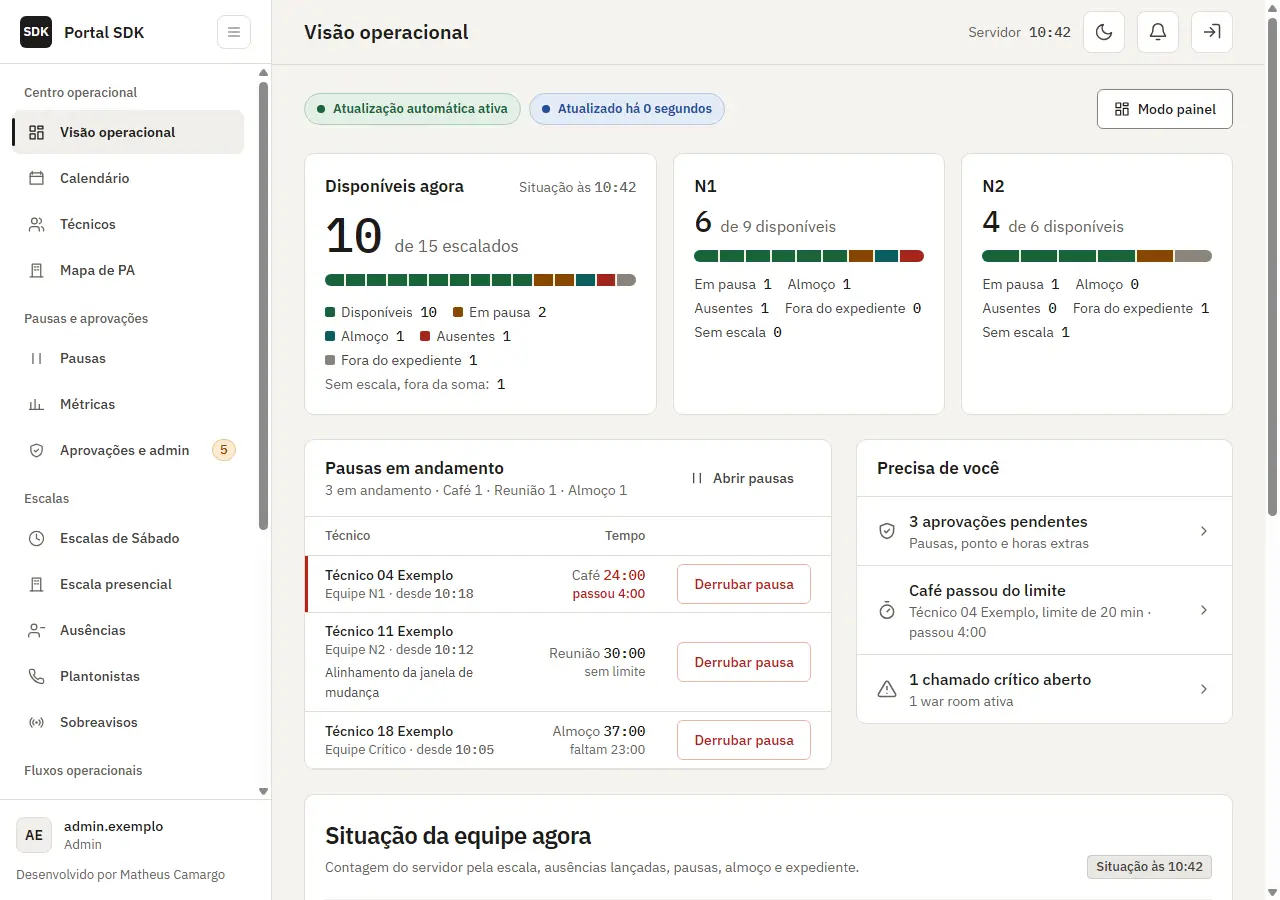 SDK Portal SDK
Centro operacional
Visão operacional
Calendário
Técnicos
Mapa de PA
Pausas e aprovações
Pausas
Métricas
Aprovações e admin 5
Escalas
Escalas de Sábado
Escala presencial
Ausências
Plantonistas
Sobreavisos
Fluxos operacionais
AE
admin.exemplo
Admin
Desenvolvido por Matheus Camargo
Visão operacional
Servidor 10:42
Atualização automática ativa
Atualizado há 0 segundos
Modo painel
Disponíveis agora
Situação às 10:42
10 de 15 escalados
Disponíveis 10 Em pausa 2
Almoço 1 Ausentes 1
Fora do expediente 1
Sem escala, fora da soma: 1
N1
6 de 9 disponíveis
Em pausa 1 Almoço 1
Ausentes 1 Fora do expediente 0
Sem escala 0
N2
4 de 6 disponíveis
Em pausa 1 Almoço 0
Ausentes 0 Fora do expediente 1
Sem escala 1
Pausas em andamento
3 em andamento · Café 1 · Reunião 1 · Almoço 1
Abrir pausas
Técnico Tempo
Técnico 04 Exemplo
Equipe N1 · desde 10:18
Café 24:00
passou 4:00
Derrubar pausa
Técnico 11 Exemplo
Equipe N2 · desde 10:12
Alinhamento da janela de
mudança
Reunião 30:00
sem limite
Derrubar pausa
Técnico 18 Exemplo
Equipe Crítico · desde 10:05
Almoço 37:00
faltam 23:00
Derrubar pausa
Precisa de você
3 aprovações pendentes
Pausas, ponto e horas extras
Café passou do limite
Técnico 04 Exemplo, limite de 20 min ·
passou 4:00
1 chamado crítico aberto
1 war room ativa
Situação da equipe agora
Contagem do servidor pela escala, ausências lançadas, pausas, almoço e expediente.
Situação às 10:42